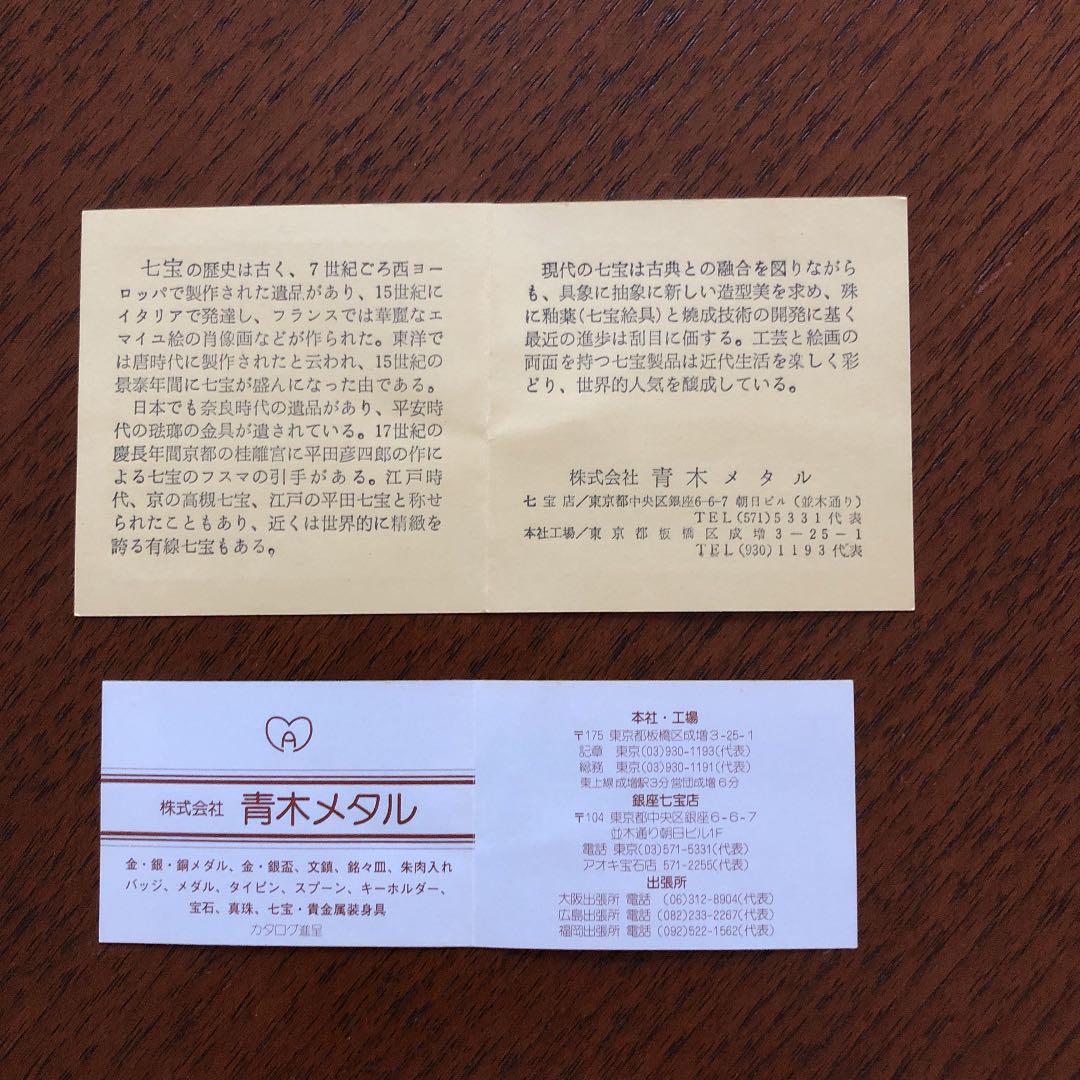 七宝の歴史は古く、7世紀ごろ西ヨー
ロッパで製作された遺品があり、15世紀に
イタリアで発達し、フランスでは華麗なエ
マイユ絵の肖像画などが作られた。東洋で
は唐時代に製作されたと云われ、15世紀の
景泰年間に七宝が盛んになった由である。
日本でも奈良時代の遺品があり、平安時
代の琺瑯の金具が遺されている。17世紀の
慶長年間京都の桂離宮に平田彦四郎の作に
よる七宝のフスマの引手がある。江戸時
代、京の高槻七宝、江戸の平田七宝と称せ
られたこともあり、近くは世界的に精緻を
誇る有線七宝もある。
現代の七宝は古典との融合を図りながら
も、具象に抽象に新しい造型美を求め、殊
に釉薬(七宝絵具)と焼成技術の開発に基く
最近の進歩は刮目に価する。工芸と絵画の
両面を持つ七宝製品は近代生活を楽しく彩
どり、世界的人気を醸成している。
株式会社 青木メタル
七宝店/東京都中央区銀座6-6-7 朝日ビル(並木通り)
TEL(571)5331代表
本社工場/東京都板橋区成増3-25-1
TEL(930)1193代表
A
株式会社 青木メタル
金・銀・銅メダル、金・銀盃、文鎮、銘々皿、朱肉入れ
バッジ、メダル、タイピン、スプーン、キーホルダー、
宝石、真珠、七宝・貴金属装身具
カタログ進呈
本社・工場
〒175 東京都板橋区成増3-25-1
記章 東京(03)930-1193(代表)
総務 東京(03)930-1191(代表)
東上線成増駅3分営団成増6分
銀座七宝店
〒104 東京都中央区銀座6-6-7
並木通り朝日ビル1F
電話 東京(03)571-5331(代表)
アオキ宝石店 571-2255(代表)
出張所
大阪出張所 電話 (06)312-8904(代表)
広島出張所 電話 (082)233-2267(代表)
福岡出張所 電話 (092)522-1562(代表)